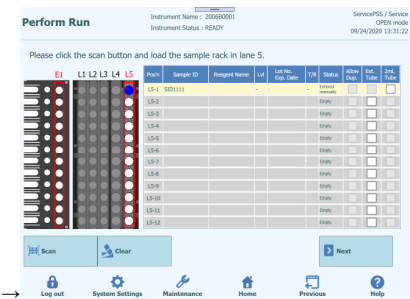 Perform Run
Instrument Name : 2006B0001
Instrument Status : READY
ServicePSS / Service
OPEN mode
09/24/2020 13:31:22
Please click the scan button and load the sample rack in lane 5.
E1 L1 L2 L3 L4 L5
Pos'n Sample ID Reagent Name Lvl Lot No. Exp. Date T/R Status Allow Dup. Ext. Tube 2mL Tube
L5-1 SID1111 - - - Entered manually
L5-2 Empty
L5-3 Empty
L5-4 Empty
L5-5 Empty
L5-6 Empty
L5-7 Empty
L5-8 Empty
L5-9 Empty
L5-10 Empty
L5-11 Empty
L5-12 Empty
Scan Clear Next
→ Log out System Settings Maintenance Home Previous Help